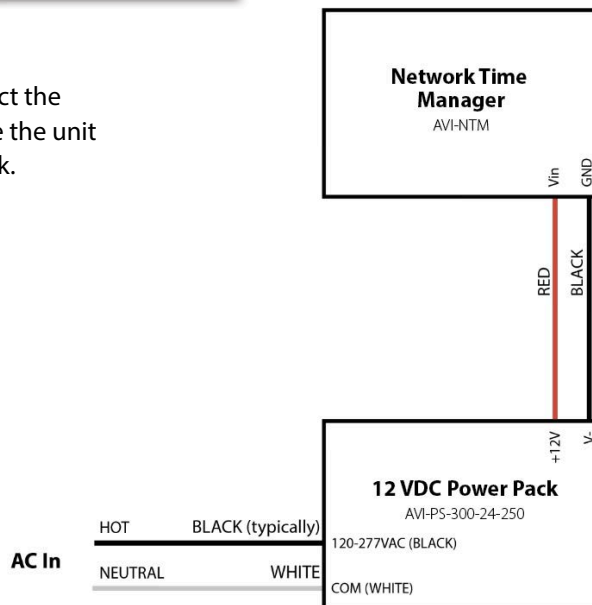 ct the
e the unit
k.
Network Time
Manager
AVI-NTM
Vin
GND
RED
BLACK
+12V
V-
12 VDC Power Pack
AVI-PS-300-24-250
120-277VAC (BLACK)
COM (WHITE)
AC In
HOT
BLACK (typically)
NEUTRAL
WHITE